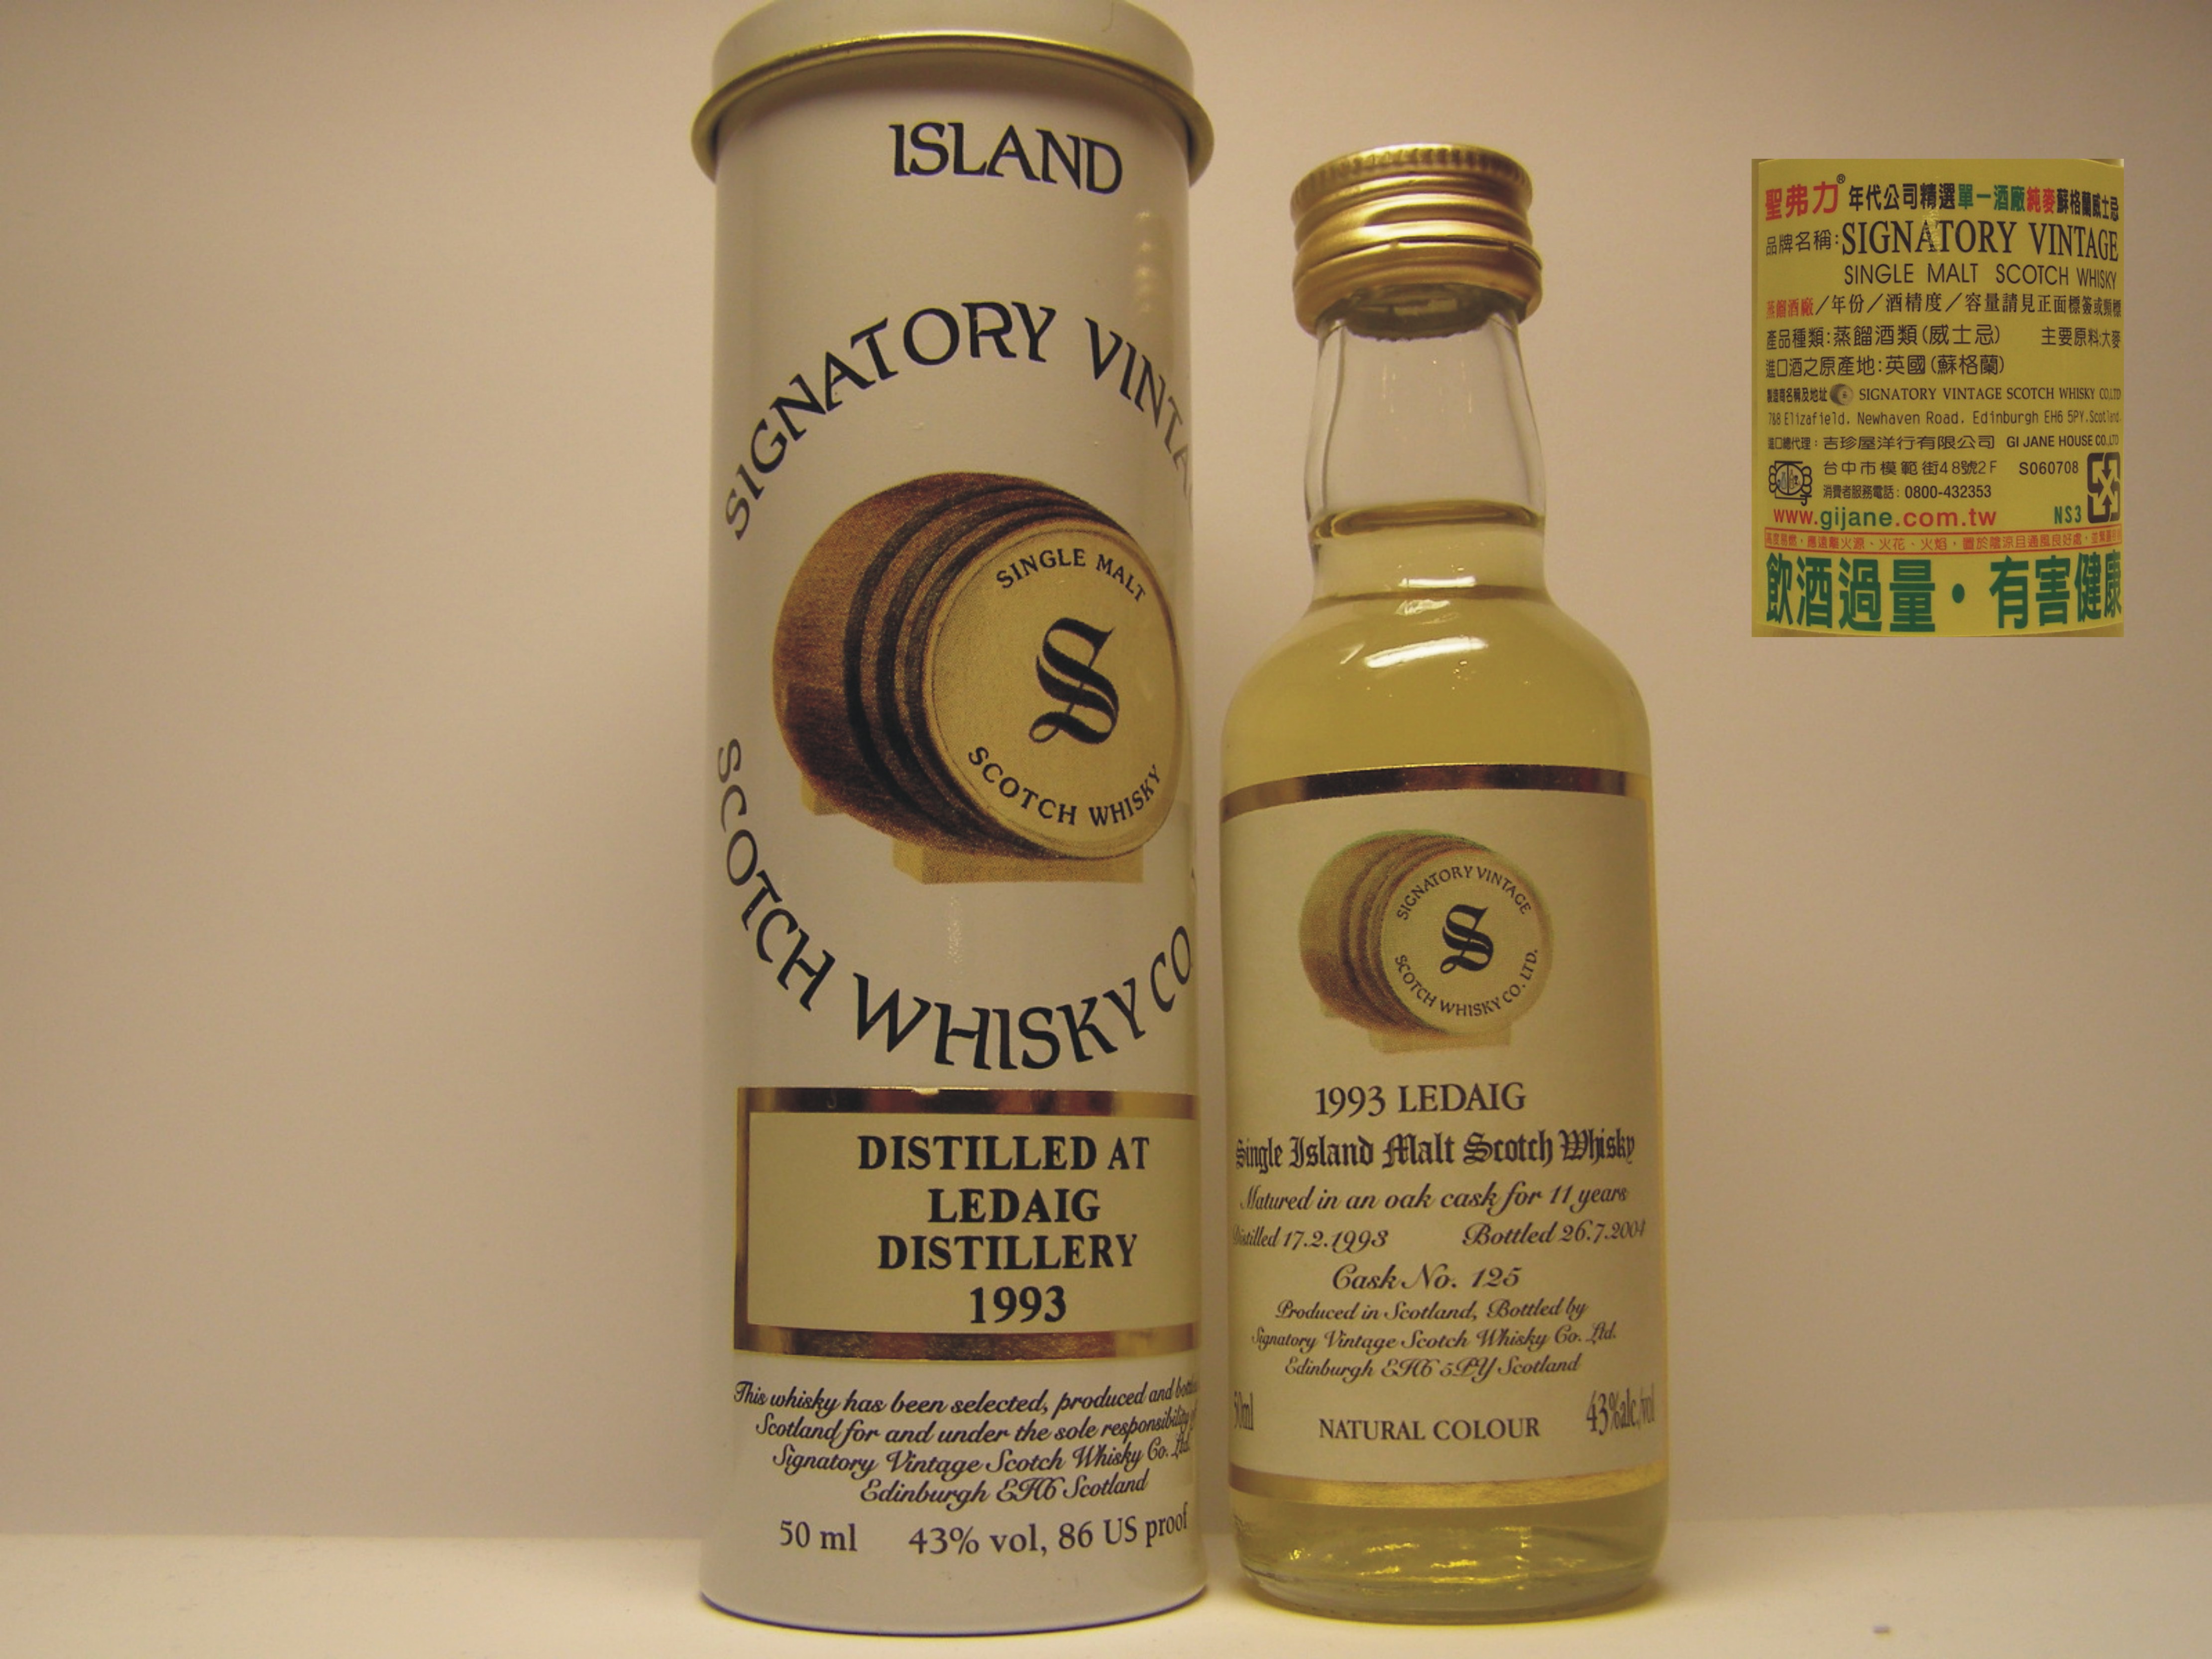 ISLAND
SIGNATORY
SINGLE MALT
S
SCOTCH WHISKY
SCOTCH WHISKY CO
DISTILLED AT
LEDAIG
DISTILLERY
1993
This whisky has been selected, produced and
Scotland for and under the sole responsibility
Signatory Vintage Scotch Whisky Co. Ltd.
Edinburgh EH6 Scotland
50 ml 43% vol, 86 US proof
SIGNATORY VINTAGE
S
SCOTCH WHISKY CO. LTD.
1993 LEDAIG
Single Island Malt Scotch Whisky
Matured in an oak cask for 11 years
Distilled 17.2.1993 Bottled 26.7.2004
Cask No. 125
Produced in Scotland, Bottled by
Signatory Vintage Scotch Whisky Co. Ltd.
Edinburgh EH6 5PY Scotland
NATURAL COLOUR 43%alc/vol
聖弗力® 年代公司精選單一酒廠純麥蘇格蘭威士忌
品牌名稱:SIGNATORY VINTAGE
SINGLE MALT SCOTCH WHISKY
蒸餾酒廠/年份/酒精度/容量請見正面標簽或頸標
產品種類:蒸餾酒類(威士忌) 主要原料:大麥
進口酒之原產地:英國(蘇格蘭)
製造商名稱及地址 SIGNATORY VINTAGE SCOTCH WHISKY CO.LTD
7&8 Elizafield, Newhaven Road, Edinburgh EH6 5PY.Scotland.
進口總代理:吉珍屋洋行有限公司 GI JANE HOUSE CO.,LTD
台中市模範街48號2F S060708
消費者服務電話:0800-432353
www.gijane.com.tw NS3
飲酒過量・有害健康